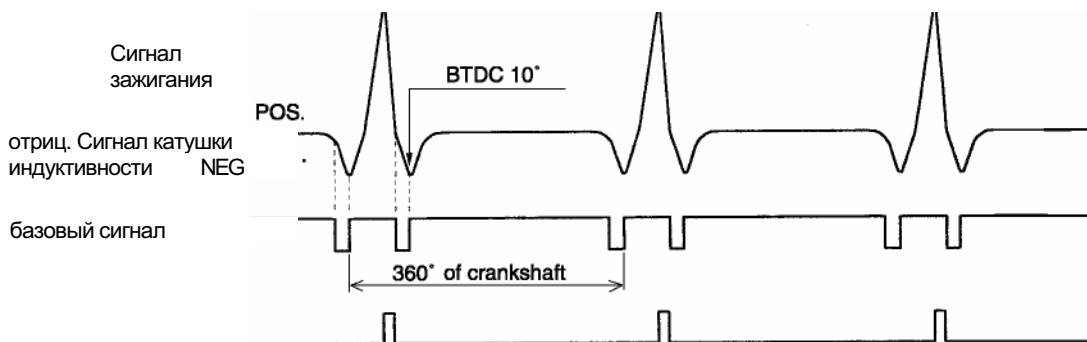 Сигнал
зажигания
BTDC 10°
POS.
отриц. Сигнал катушки
индуктивности NEG
базовый сигнал
360° of crankshaft